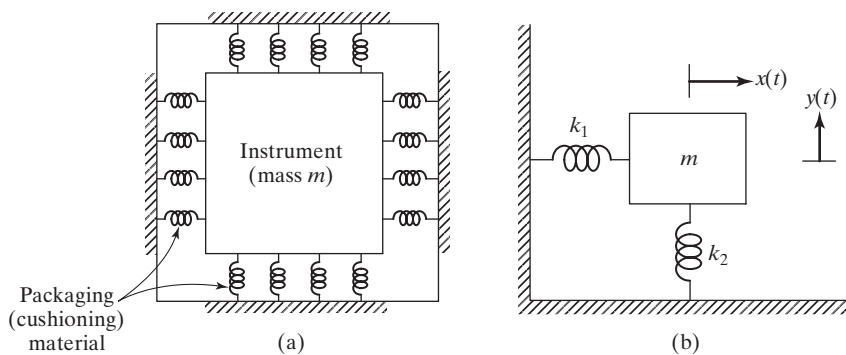 Instrument
(mass m)
Packaging
(cushioning)
material
(a)
x(t)
y(t)
k₁
m
k₂
(b)